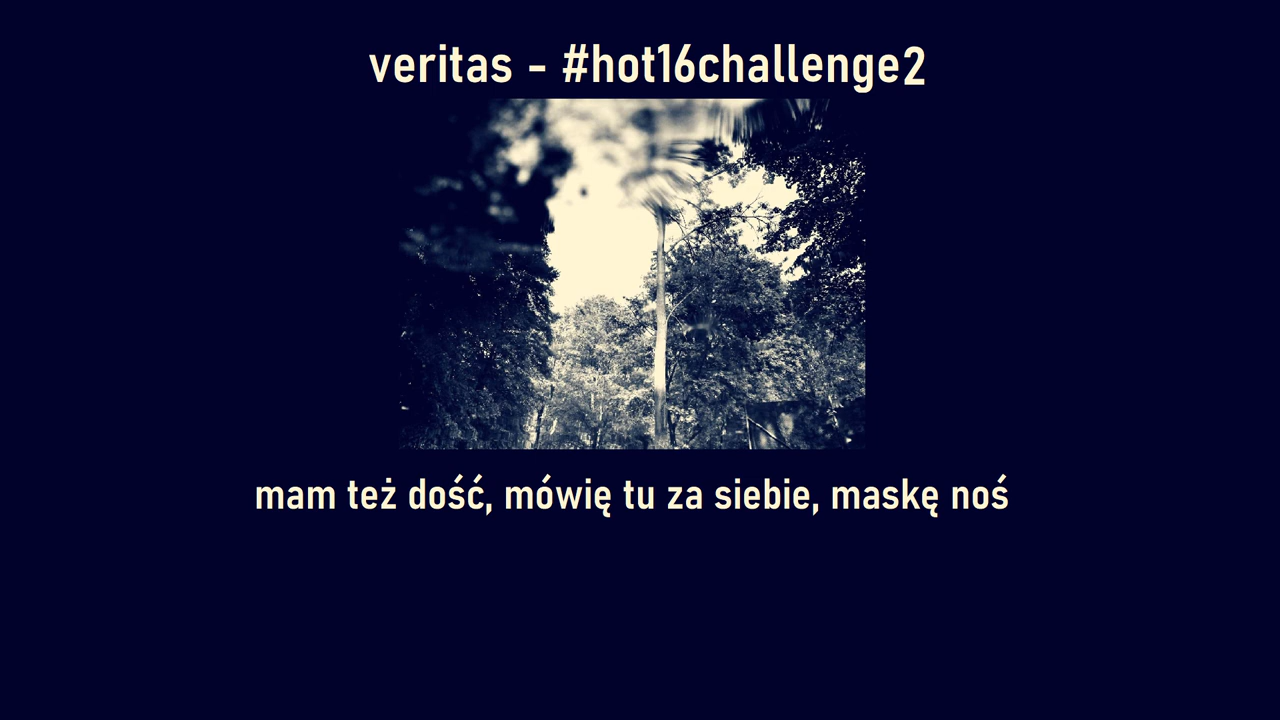 veritas - #hot16challenge2
mam też dość, mówię tu za siebie, maskę noś